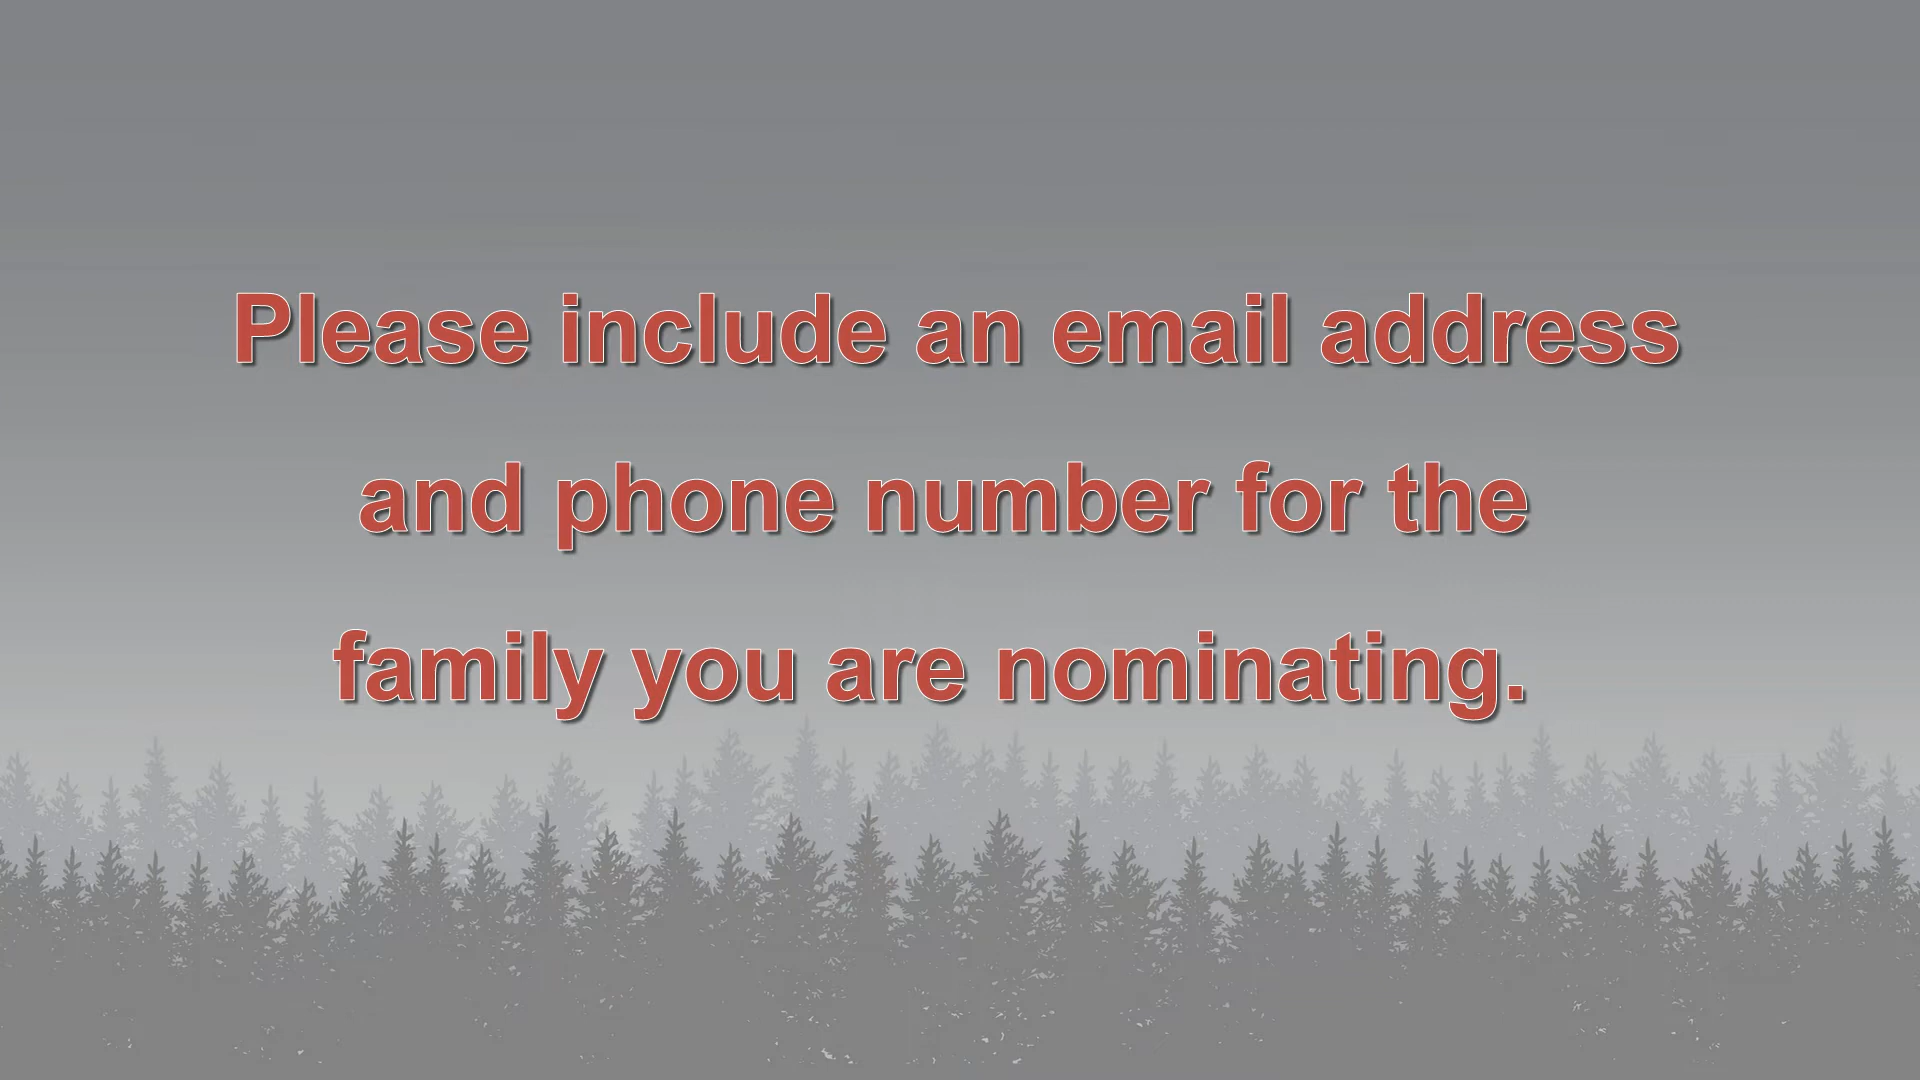 Please include an email address
and phone number for the
family you are nominating.